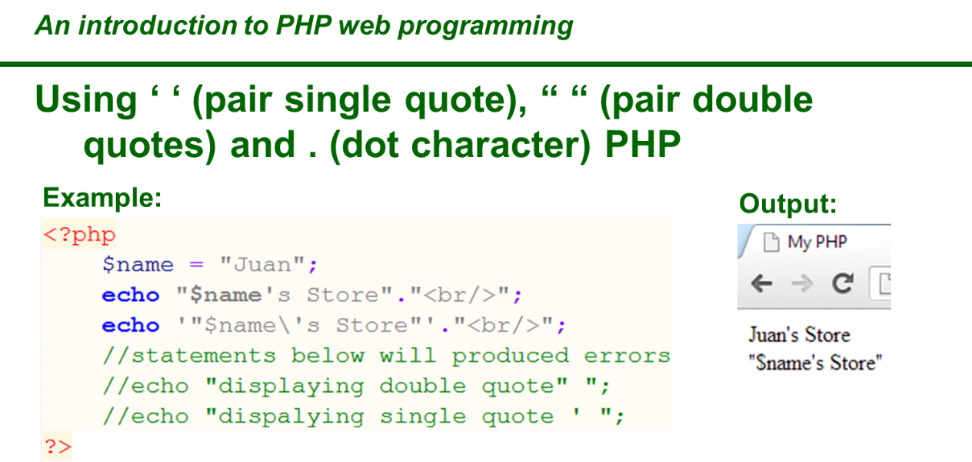 An introduction to PHP web programming
Using ‘ ‘ (pair single quote), “ “ (pair double
quotes) and . (dot character) PHP
Example:
<?php
$name = "Juan";
echo "$name's Store"."<br/>";
echo '"$name\'s Store"'."<br/>";
//statements below will produced errors
//echo "displaying double quote" ";
//echo "dispalying single quote ' ";
?>
Output:
My PHP
Juan's Store
"$name's Store"